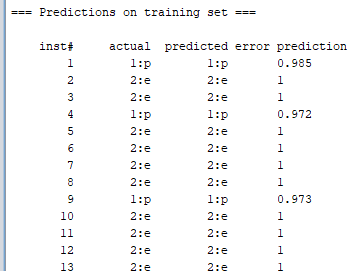 === Predictions on training set ===
inst# actual predicted error prediction
1 1:p 1:p 0.985
2 2:e 2:e 1
3 2:e 2:e 1
4 1:p 1:p 0.972
5 2:e 2:e 1
6 2:e 2:e 1
7 2:e 2:e 1
8 2:e 2:e 1
9 1:p 1:p 0.973
10 2:e 2:e 1
11 2:e 2:e 1
12 2:e 2:e 1
13 2:e 2:e 1